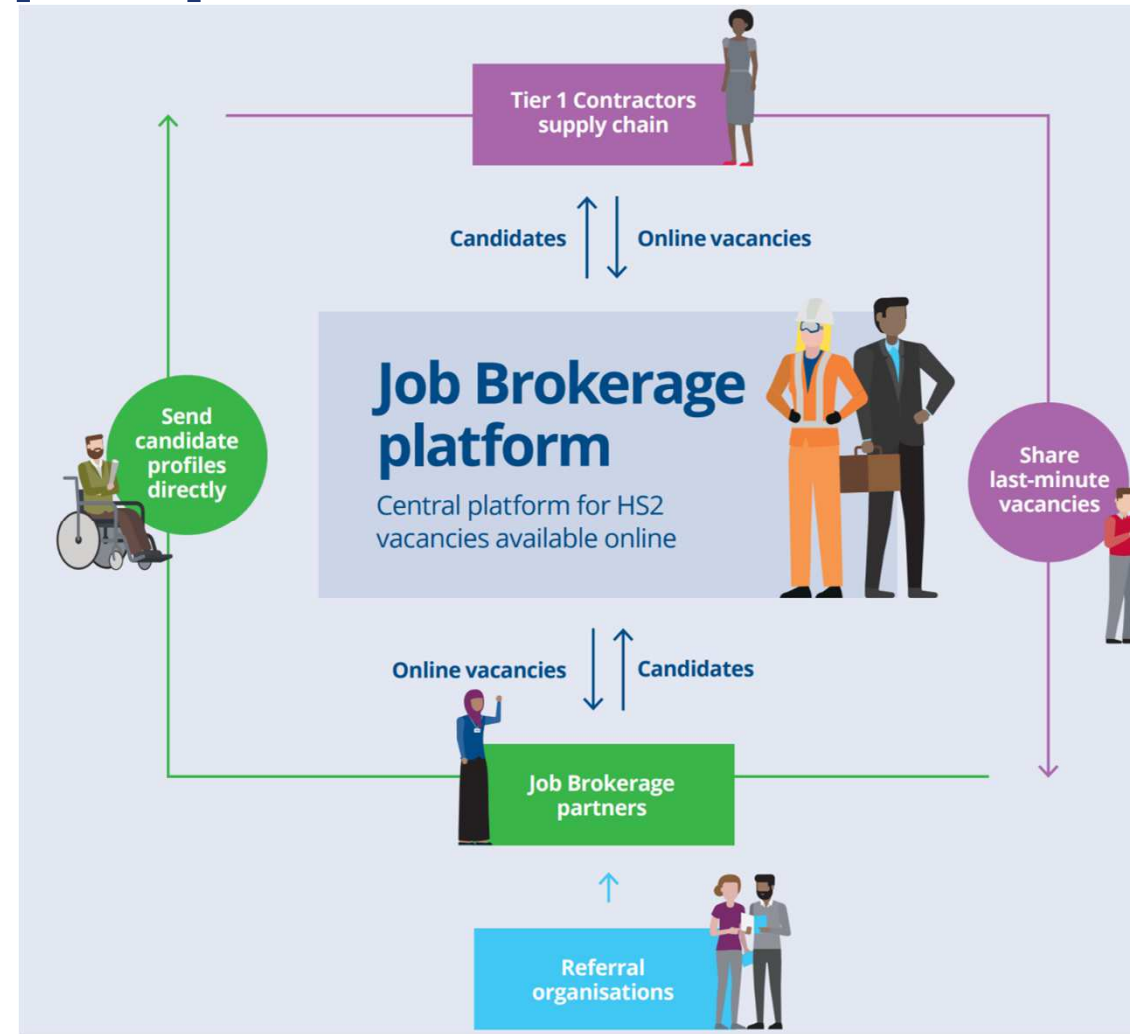 Tier 1 Contractors
supply chain
Candidates
Online vacancies
Job Brokerage
platform
Central platform for HS2
vacancies available online
Send
candidate
profiles
directly
Share
last-minute
vacancies
Online vacancies
Candidates
Job Brokerage
partners
Referral
organisations